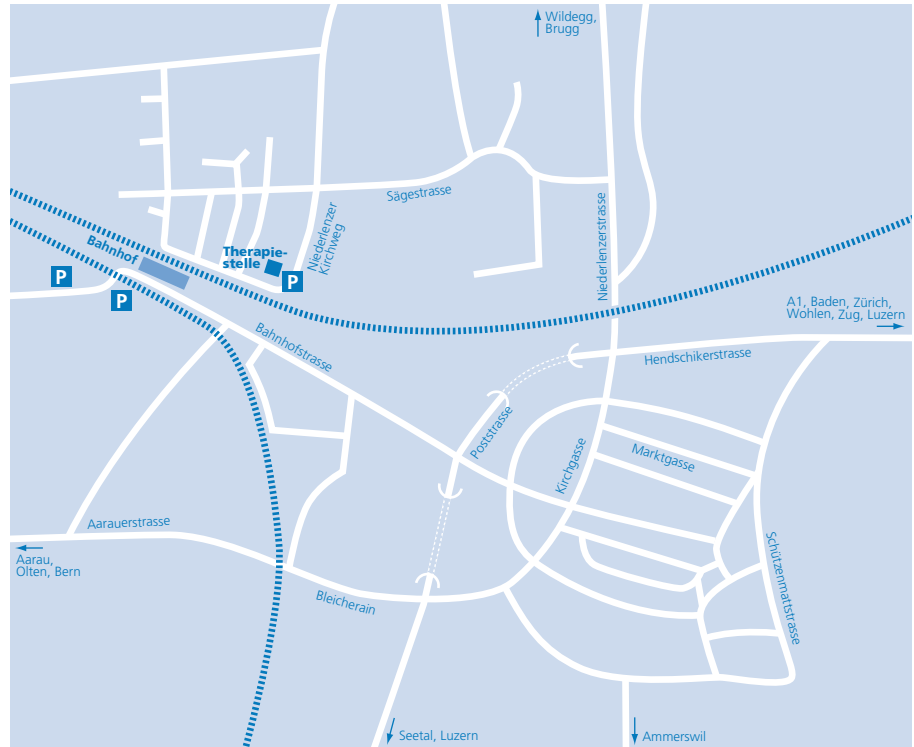 Wildegg,
Brugg
Sägestrasse
Niederlenzer
Kirchweg
Niederlenzerstrasse
Bahnhof
Therapie-
stelle
P
P
P
A1, Baden, Zürich,
Wohlen, Zug, Luzern
Bahnhofstrasse
Hendschikerstrasse
Poststrasse
Kirchgasse
Marktgasse
Aarauerstrasse
Schützenmattstrasse
Aarau,
Olten, Bern
Bleicherain
Seetal, Luzern
Ammerswil